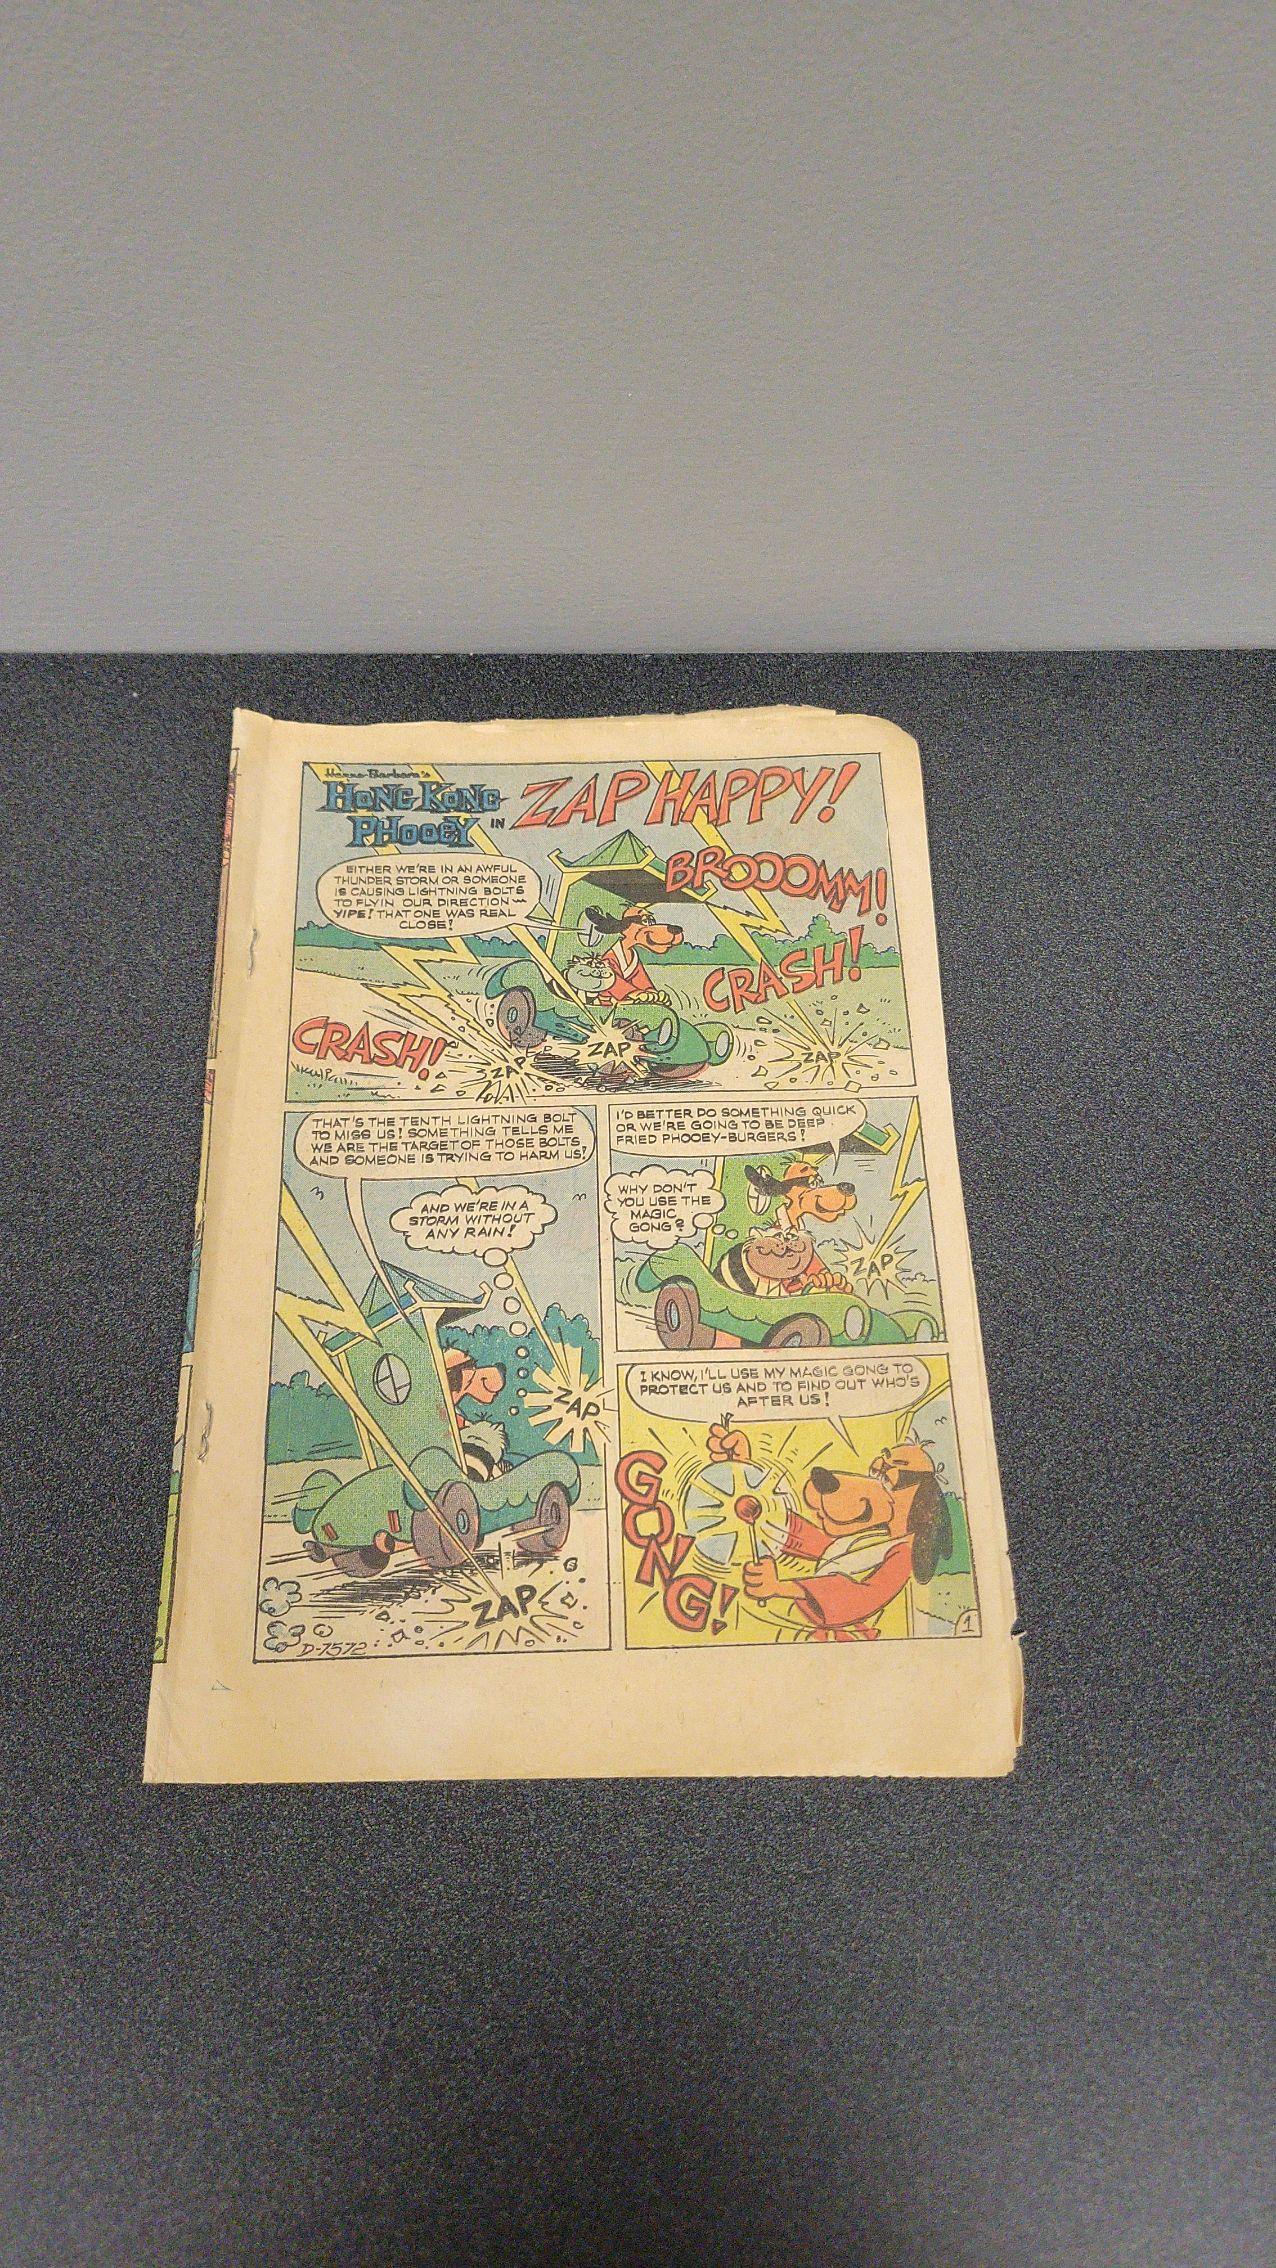 Hanna-Barbera's
HONG KONG
PHOOEY
IN
ZAP HAPPY!
EITHER WE'RE IN AN AWFUL
THUNDER STORM OR SOMEONE
IS CAUSING LIGHTNING BOLTS
TO FLY IN OUR DIRECTION—
YIPE! THAT ONE WAS REAL
CLOSE!
BROOOMM!
CRASH!
CRASH!
ZAP
ZAP
ZAP
THAT'S THE TENTH LIGHTNING BOLT
TO MISS US! SOMETHING TELLS ME
WE ARE THE TARGET OF THOSE BOLTS
AND SOMEONE IS TRYING TO HARM US!
AND WE'RE IN A
STORM WITHOUT
ANY RAIN!
ZAP
ZAP
D-7572
I'D BETTER DO SOMETHING QUICK
OR WE'RE GOING TO BE DEEP
FRIED PHOOEY-BURGERS!
WHY DON'T
YOU USE THE
MAGIC
GONG?
ZAP
I KNOW, I'LL USE MY MAGIC GONG TO
PROTECT US AND TO FIND OUT WHO'S
AFTER US!
GONG!
1